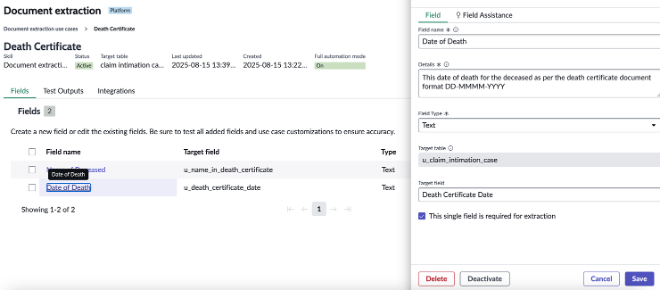 Document extraction
Platform
Document extraction use cases > Death Certificate
Death Certificate
Skill
Document extracti...
Status
Active
Target table
claim intimation ca...
Last updated
2025-08-15 13:39...
Created
2025-08-15 13:22...
Full automation mode
On
Fields
Test Outputs
Integrations
Fields 2
Create a new field or edit the existing fields. Be sure to test all added fields and use case customizations to ensure accuracy.
Field name
Target field
Type
u_name_in_death_certificate
Text
Date of Death
Date of Death
u_death_certificate_date
Text
Showing 1-2 of 2
1
Field
Field Assistance
Field name
Date of Death
Details
This date of death for the deceased as per the death certificate document
format DD-MMMM-YYYY
Field Type
Text
Target table
u_claim_intimation_case
Target field
Death Certificate Date
This single field is required for extraction
Delete
Deactivate
Cancel
Save